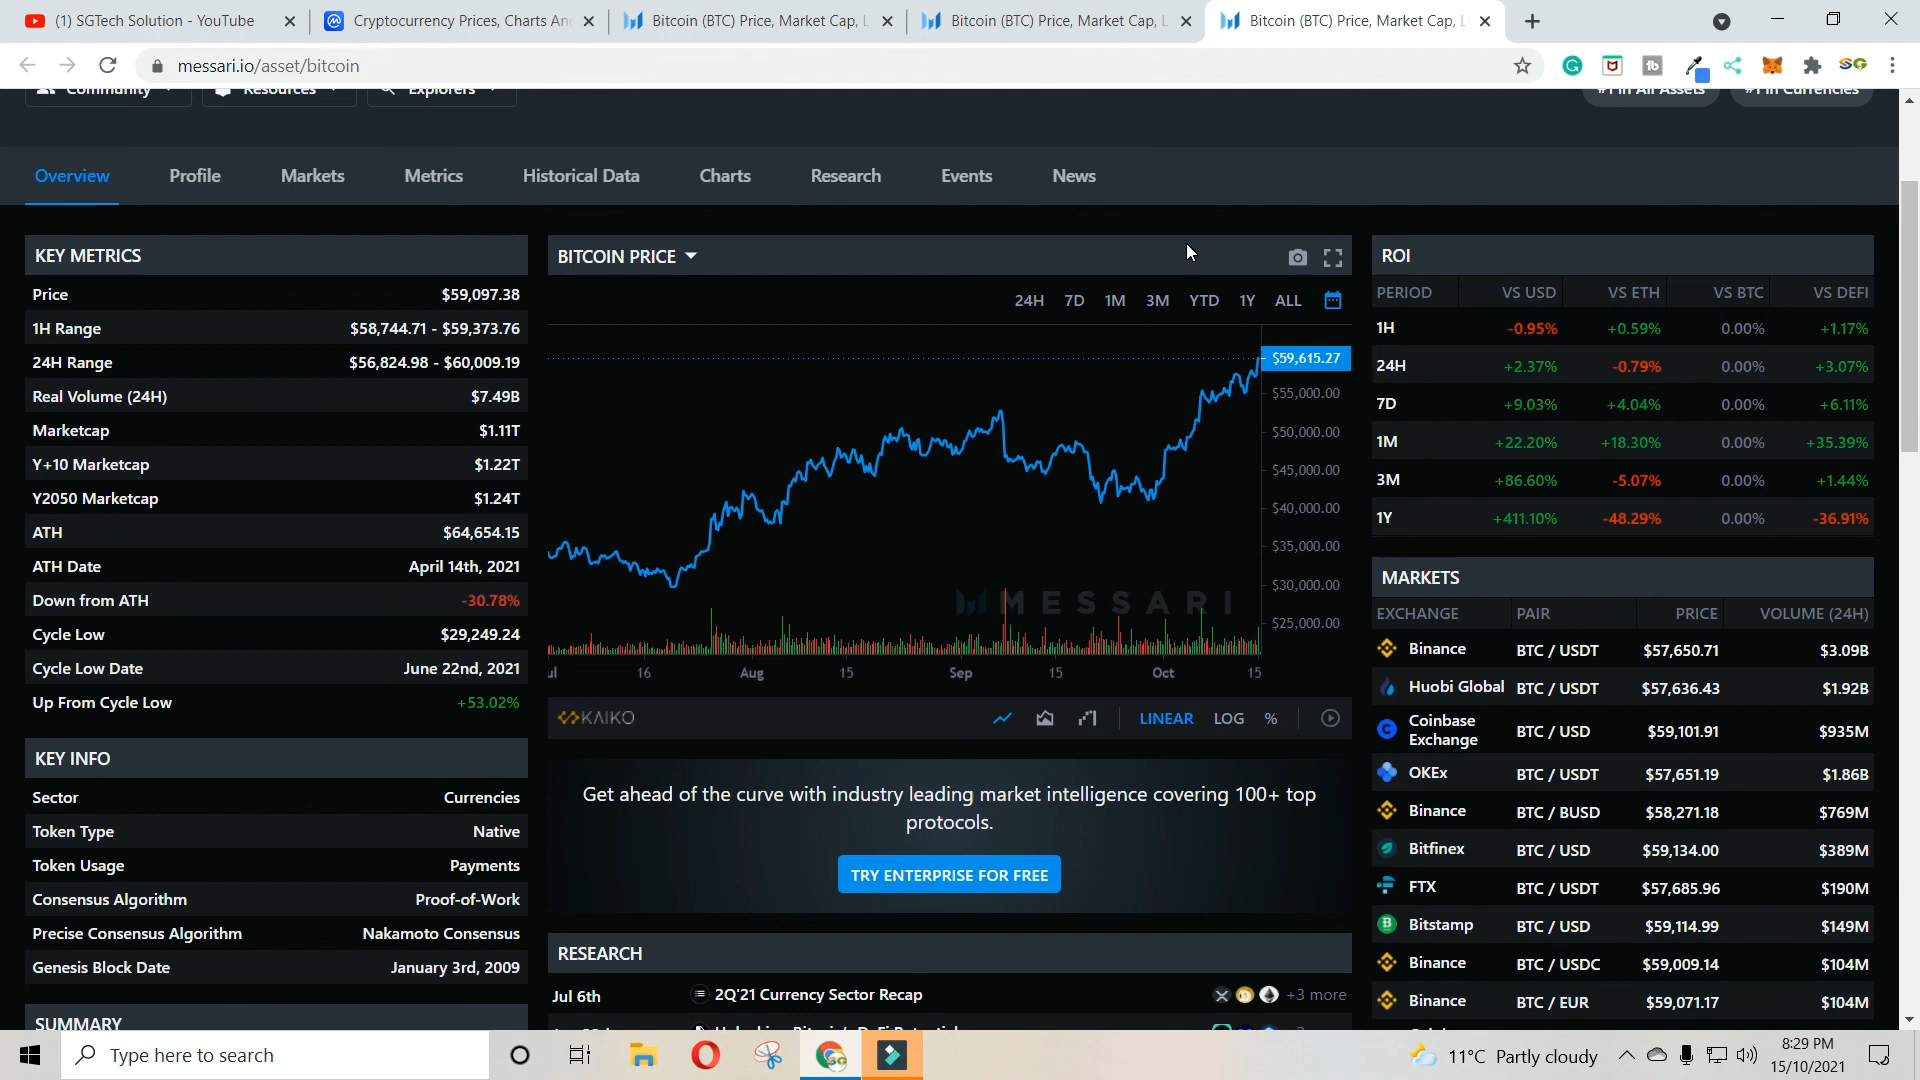 (1) SGTech Solution - YouTube
Cryptocurrency Prices, Charts An
Bitcoin (BTC) Price, Market Cap, L
Bitcoin (BTC) Price, Market Cap, L
Bitcoin (BTC) Price, Market Cap, L
messari.io/asset/bitcoin
Community
Resources
Explorers
#Pin All Assets
#Pin Currencies
Overview
Profile
Markets
Metrics
Historical Data
Charts
Research
Events
News
KEY METRICS
Price $59,097.38
1H Range $58,744.71 - $59,373.76
24H Range $56,824.98 - $60,009.19
Real Volume (24H) $7.49B
Marketcap $1.11T
Y+10 Marketcap $1.22T
Y2050 Marketcap $1.24T
ATH $64,654.15
ATH Date April 14th, 2021
Down from ATH -30.78%
Cycle Low $29,249.24
Cycle Low Date June 22nd, 2021
Up From Cycle Low +53.02%
KEY INFO
Sector Currencies
Token Type Native
Token Usage Payments
Consensus Algorithm Proof-of-Work
Precise Consensus Algorithm Nakamoto Consensus
Genesis Block Date January 3rd, 2009
SUMMARY
BITCOIN PRICE
24H 7D 1M 3M YTD 1Y ALL
$59,615.27
$55,000.00
$50,000.00
$45,000.00
$40,000.00
$35,000.00
$30,000.00
$25,000.00
MESSARI
ul 16 Aug 15 Sep 15 Oct 15
KAIKO
LINEAR LOG %
Get ahead of the curve with industry leading market intelligence covering 100+ top
protocols.
TRY ENTERPRISE FOR FREE
RESEARCH
Jul 6th 2Q'21 Currency Sector Recap +3 more
ROI
PERIOD VS USD VS ETH VS BTC VS DEFI
1H -0.95% +0.59% 0.00% +1.17%
24H +2.37% -0.79% 0.00% +3.07%
7D +9.03% +4.04% 0.00% +6.11%
1M +22.20% +18.30% 0.00% +35.39%
3M +86.60% -5.07% 0.00% +1.44%
1Y +411.10% -48.29% 0.00% -36.91%
MARKETS
EXCHANGE PAIR PRICE VOLUME (24H)
Binance BTC / USDT $57,650.71 $3.09B
Huobi Global BTC / USDT $57,636.43 $1.92B
Coinbase
Exchange BTC / USD $59,101.91 $935M
OKEx BTC / USDT $57,651.19 $1.86B
Binance BTC / BUSD $58,271.18 $769M
Bitfinex BTC / USD $59,134.00 $389M
FTX BTC / USDT $57,685.96 $190M
Bitstamp BTC / USD $59,114.99 $149M
Binance BTC / USDC $59,009.14 $104M
Binance BTC / EUR $59,071.17 $104M
Type here to search
11°C Partly cloudy
8:29 PM
15/10/2021